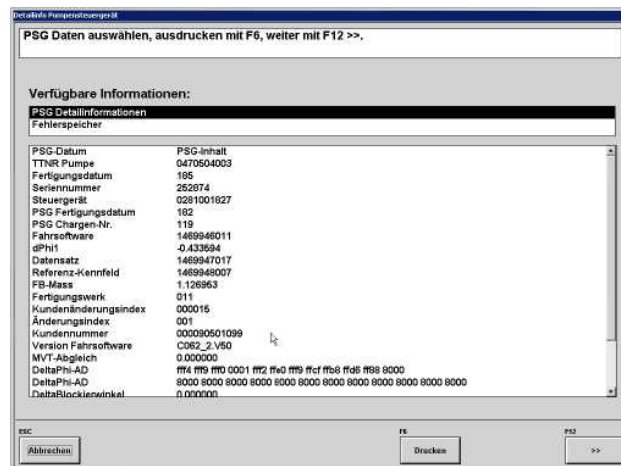 Detailinfo Pumpensteuergerät
PSG Daten auswählen, ausdrucken mit F6, weiter mit F12 >>.
Verfügbare Informationen:
PSG Detailinformationen
Fehlerspeicher
PSG-Datum PSG-Inhalt
TTNR Pumpe 0470504003
Fertigungsdatum 185
Seriennummer 252874
Steuergerät 0281001827
PSG Fertigungsdatum 182
PSG Chargen-Nr. 119
Fahrsoftware 1469946011
dPhi1 -0.433594
Datensatz 1469947017
Referenz-Kennfeld 1469948007
FB-Mass 1.126953
Fertigungswerk 011
Kundenänderungsindex 000015
Änderungsindex 001
Kundennummer 000090501099
Version Fahrsoftware C062_2.V50
MVT-Abgleich 0.000000
DeltaPhi-AD fff4 fff9 fff0 0001 fff2 ffe0 fff9 ffcf ffb8 ffd6 ff88 8000
DeltaPhi-AD 8000 8000 8000 8000 8000 8000 8000 8000 8000 8000 8000 8000
DeltaBlockierwinkel 0.000000
ESC F6 F12
Abbrechen Drucken >>